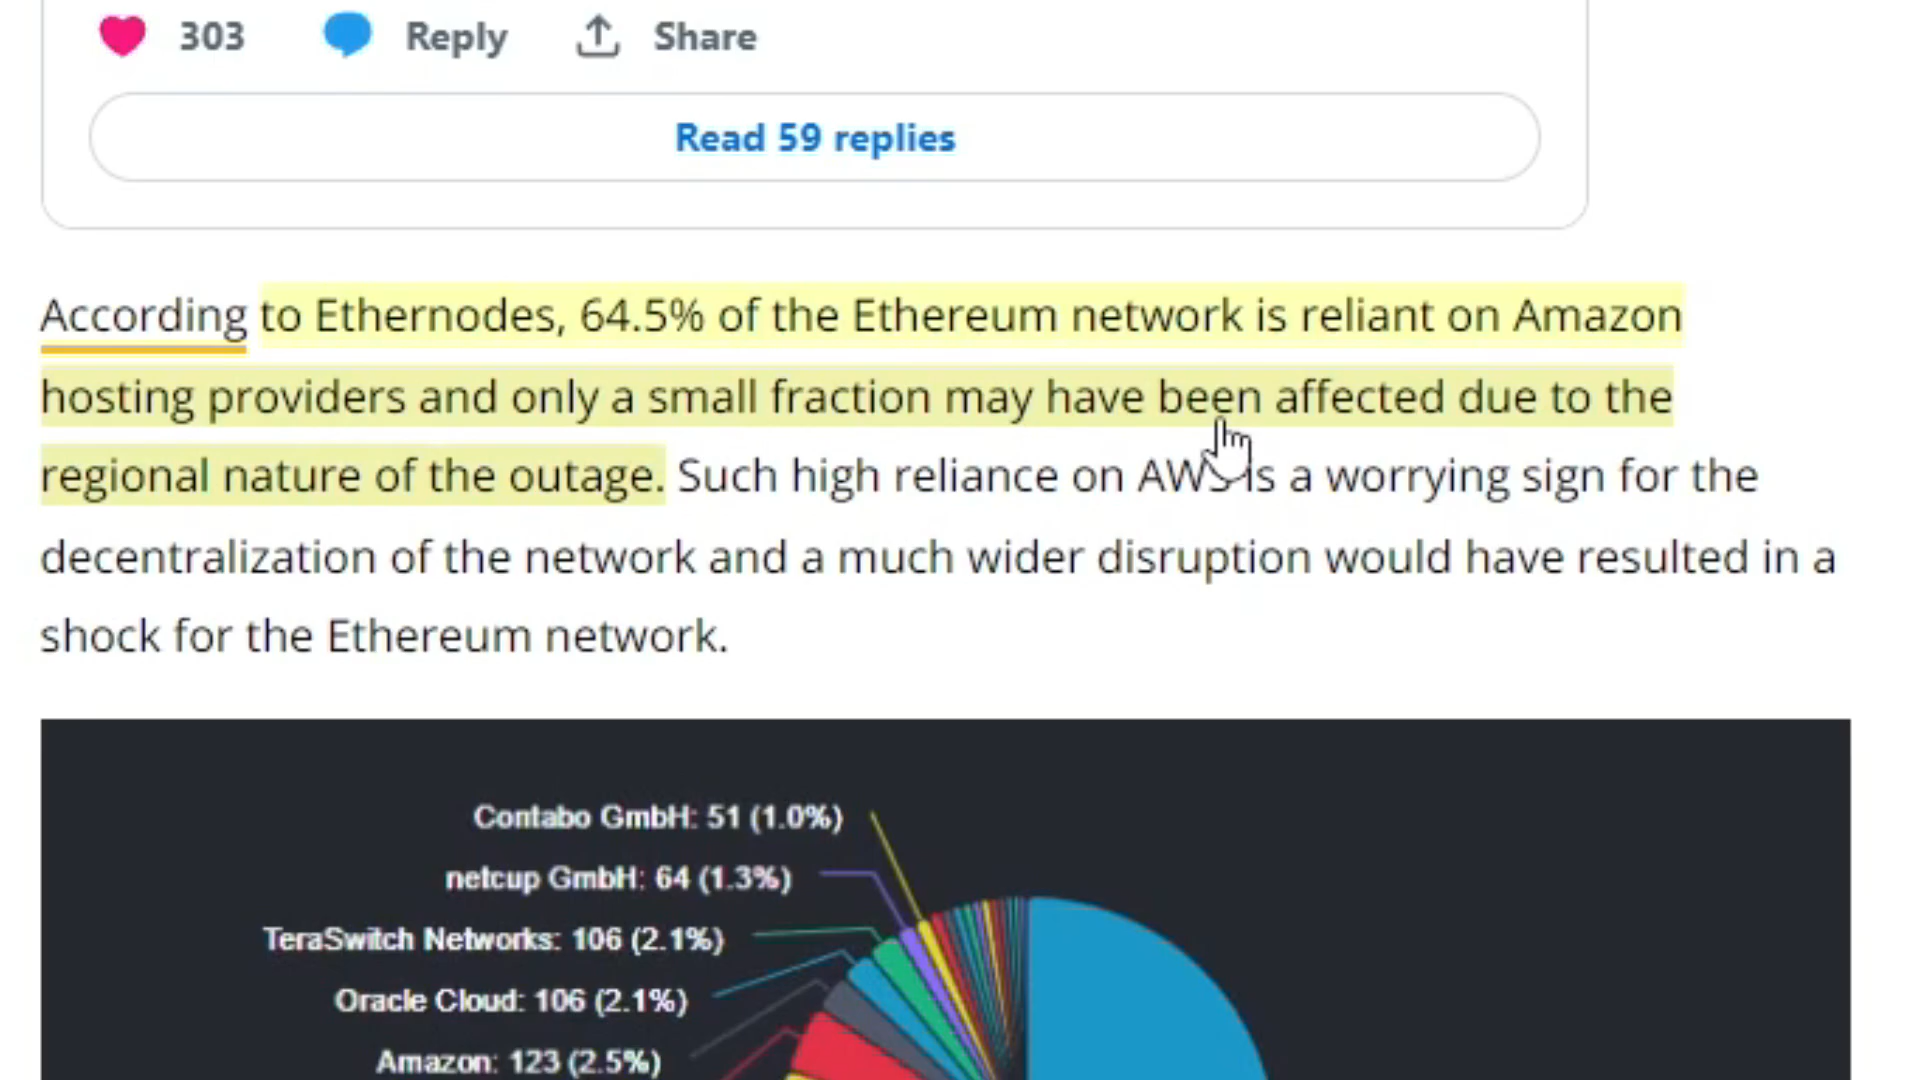 303 Reply Share
Read 59 replies
According to Ethernodes, 64.5% of the Ethereum network is reliant on Amazon
hosting providers and only a small fraction may have been affected due to the
regional nature of the outage. Such high reliance on AWS is a worrying sign for the
decentralization of the network and a much wider disruption would have resulted in a
shock for the Ethereum network.
Contabo GmbH: 51 (1.0%)
netcup GmbH: 64 (1.3%)
TeraSwitch Networks: 106 (2.1%)
Oracle Cloud: 106 (2.1%)
Amazon: 123 (2.5%)